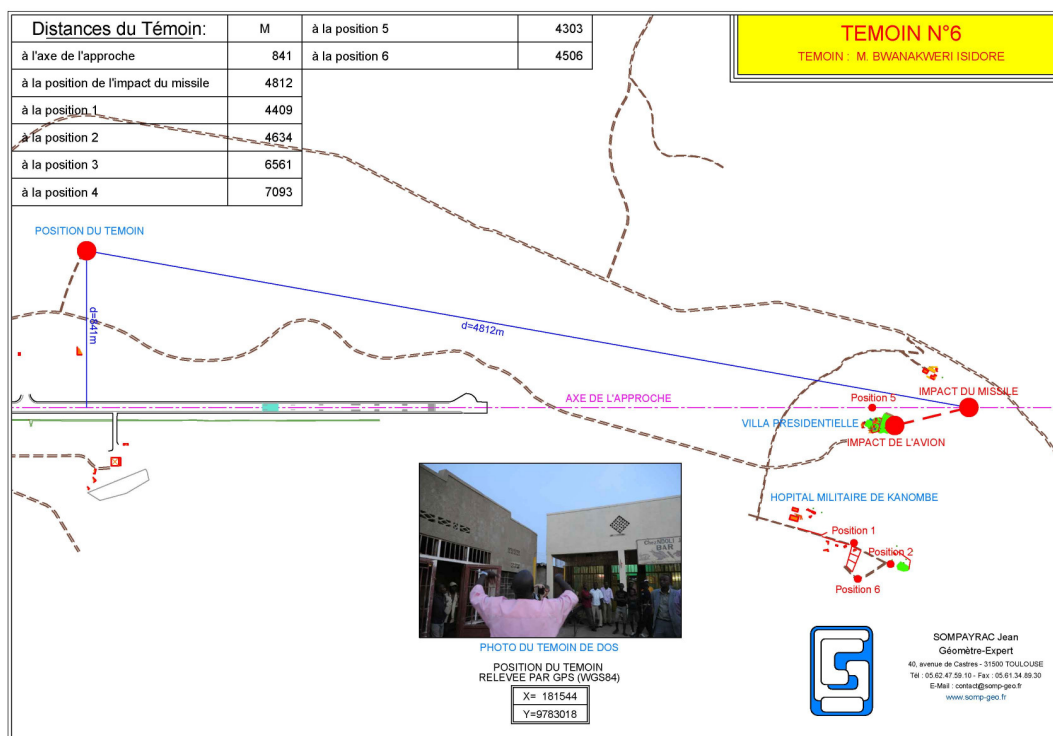 Distances du Témoin:
M
à la position 5
4303
à l'axe de l'approche
841
à la position 6
4506
à la position de l'impact du missile
4812
à la position 1
4409
à la position 2
4634
à la position 3
6561
à la position 4
7093
TEMOIN N°6
TEMOIN : M. BWANAKWERI ISIDORE
POSITION DU TEMOIN
d=841m
d=4812m
AXE DE L'APPROCHE
IMPACT DU MISSILE
Position 5
VILLA PRESIDENTIELLE
IMPACT DE L'AVION
HOPITAL MILITAIRE DE KANOMBE
Position 1
Position 2
Position 6
BAR
PHOTO DU TEMOIN DE DOS
POSITION DU TEMOIN
RELEVEE PAR GPS (WGS84)
X= 181544
Y=9783018
SOMPAYRAC Jean
Géomètre-Expert
40, avenue de Castres - 31500 TOULOUSE
Tél : 05.62.47.59.10 - Fax : 05.61.34.89.30
E-Mail : contact@somp-geo.fr
www.somp-geo.fr